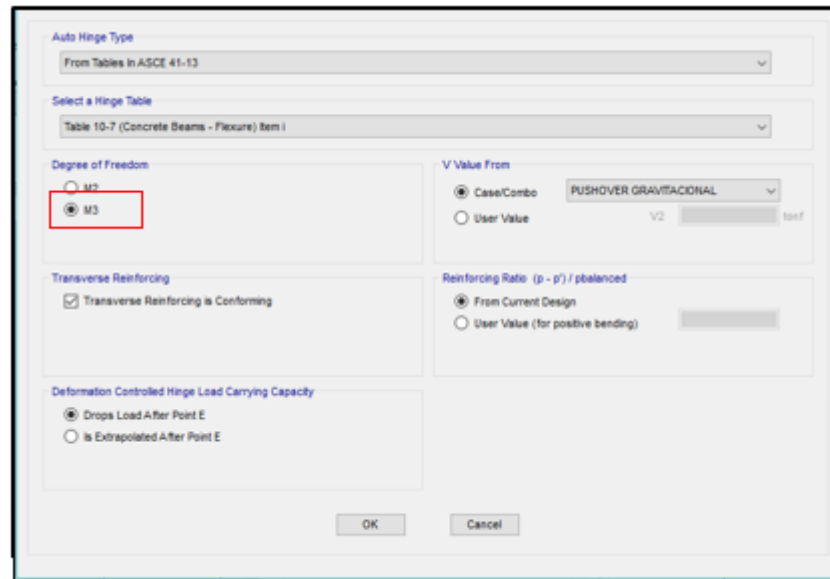 Auto Hinge Type
From Tables In ASCE 41-13
Select a Hinge Table
Table 10-7 (Concrete Beams - Flexure) Item i
Degree of Freedom
M2
M3
V Value From
Case/Combo
PUSHOVER GRAVITACIONAL
User Value
V2
tonf
Transverse Reinforcing
Transverse Reinforcing is Conforming
Reinforcing Ratio (p - p') / pbalanced
From Current Design
User Value (for positive bending)
Deformation Controlled Hinge Load Carrying Capacity
Drops Load After Point E
Is Extrapolated After Point E
OK
Cancel